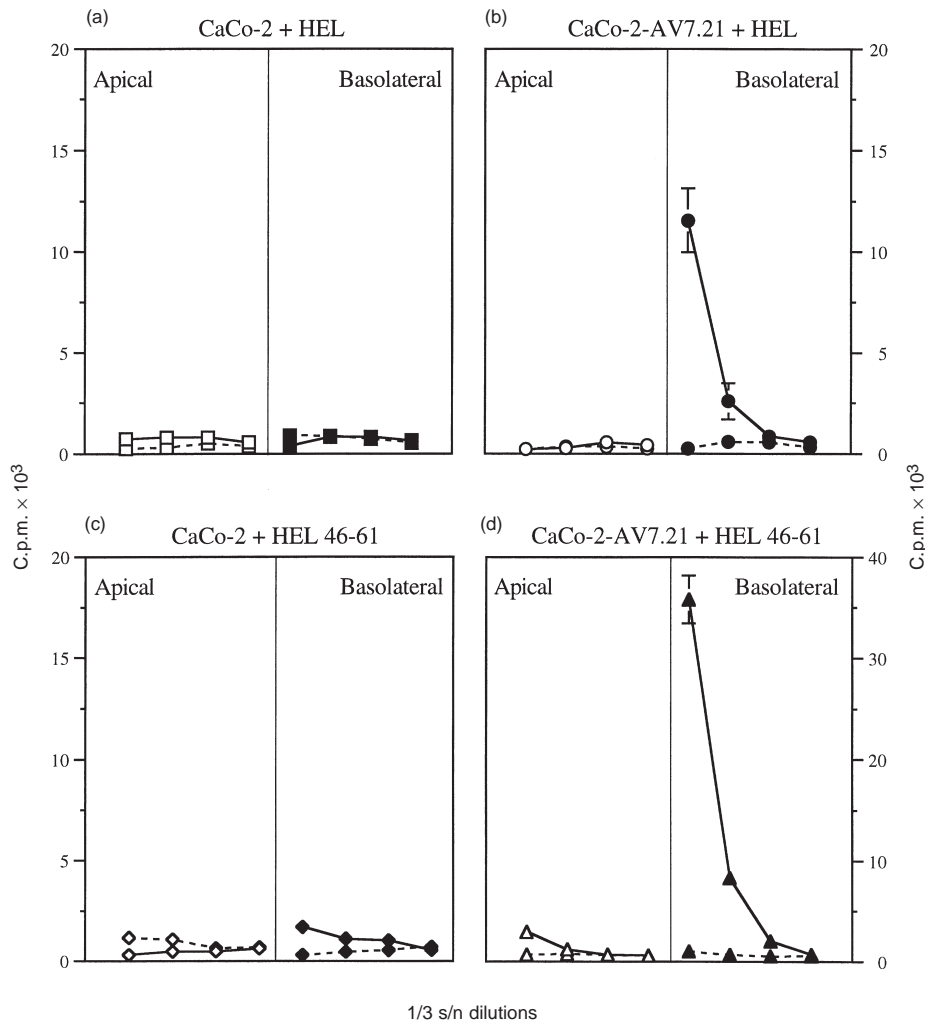 (a)
CaCo-2 + HEL
(b)
CaCo-2-AV7.21 + HEL
20
15
10
5
0
Apical
Basolateral
Apical
Basolateral
20
15
10
5
0
C.p.m. × 10³
C.p.m. × 10³
(c)
CaCo-2 + HEL 46-61
(d)
CaCo-2-AV7.21 + HEL 46-61
20
15
10
5
0
Apical
Basolateral
Apical
Basolateral
40
30
20
10
0
1/3 s/n dilutions